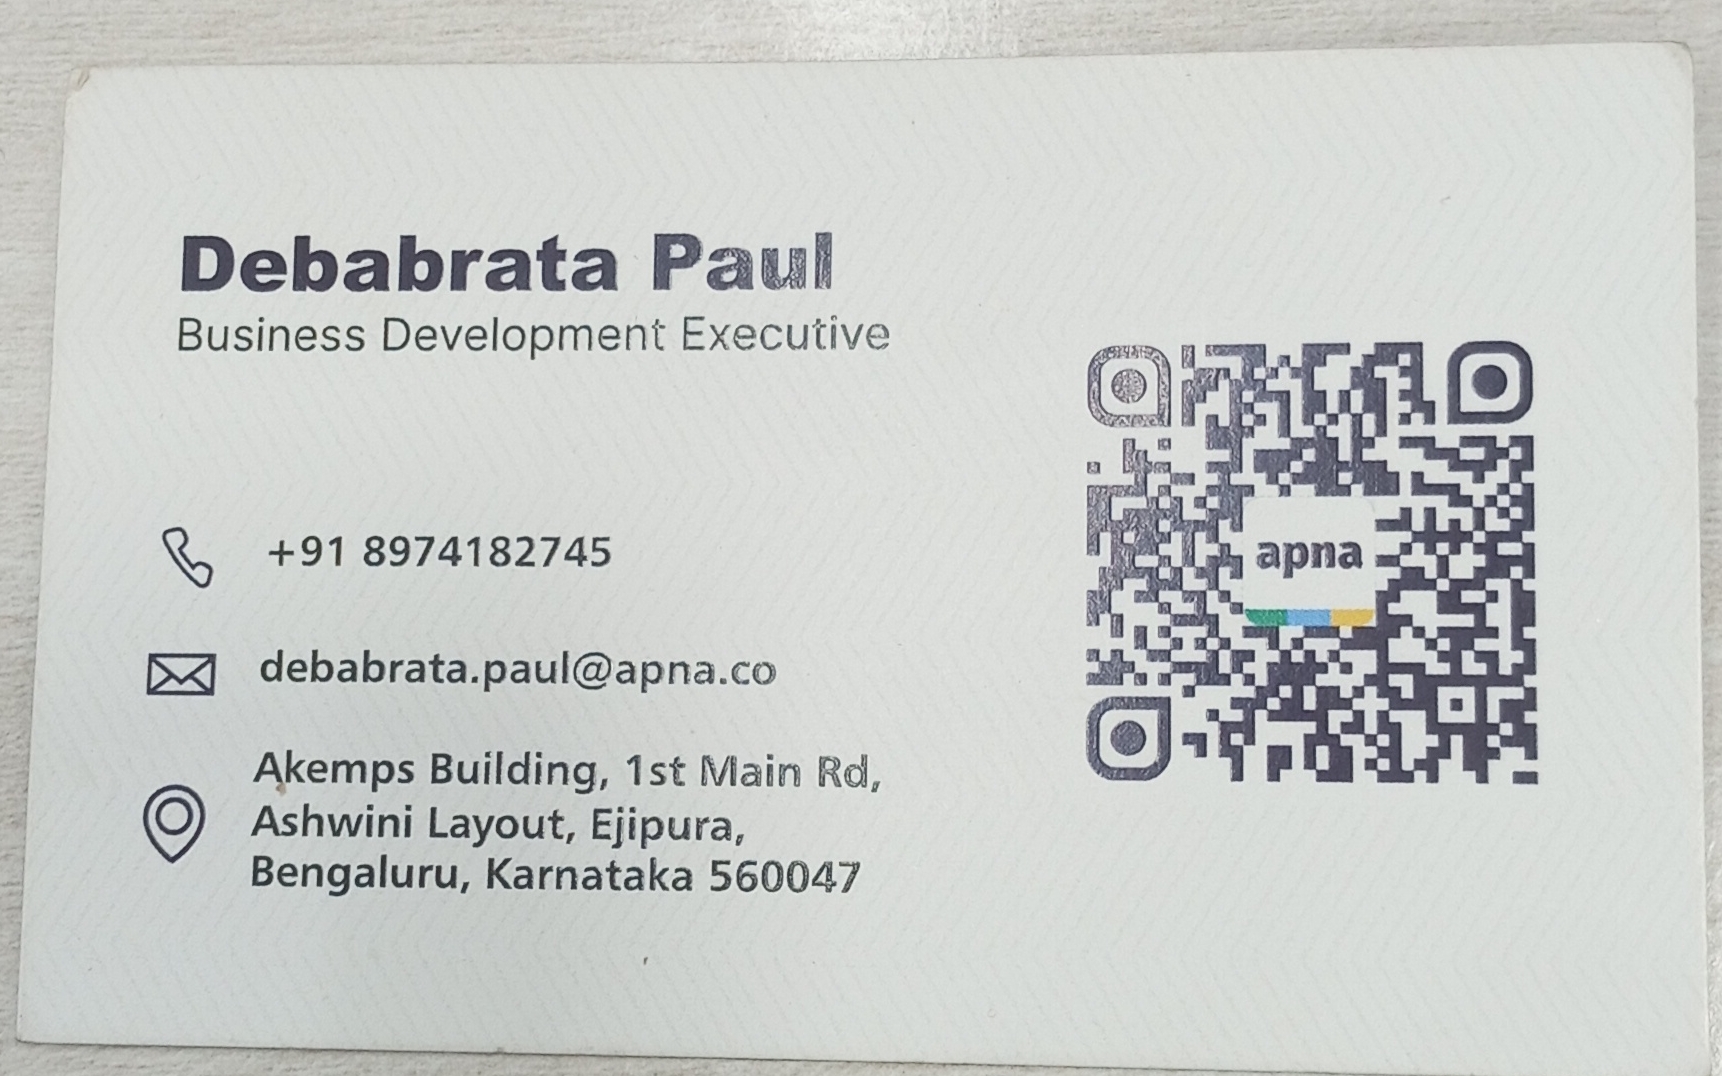 Debabrata Paul
Business Development Executive
+91 8974182745
debabrata.paul@apna.co
Akemps Building, 1st Main Rd,
Ashwini Layout, Ejipura,
Bengaluru, Karnataka 560047
apna